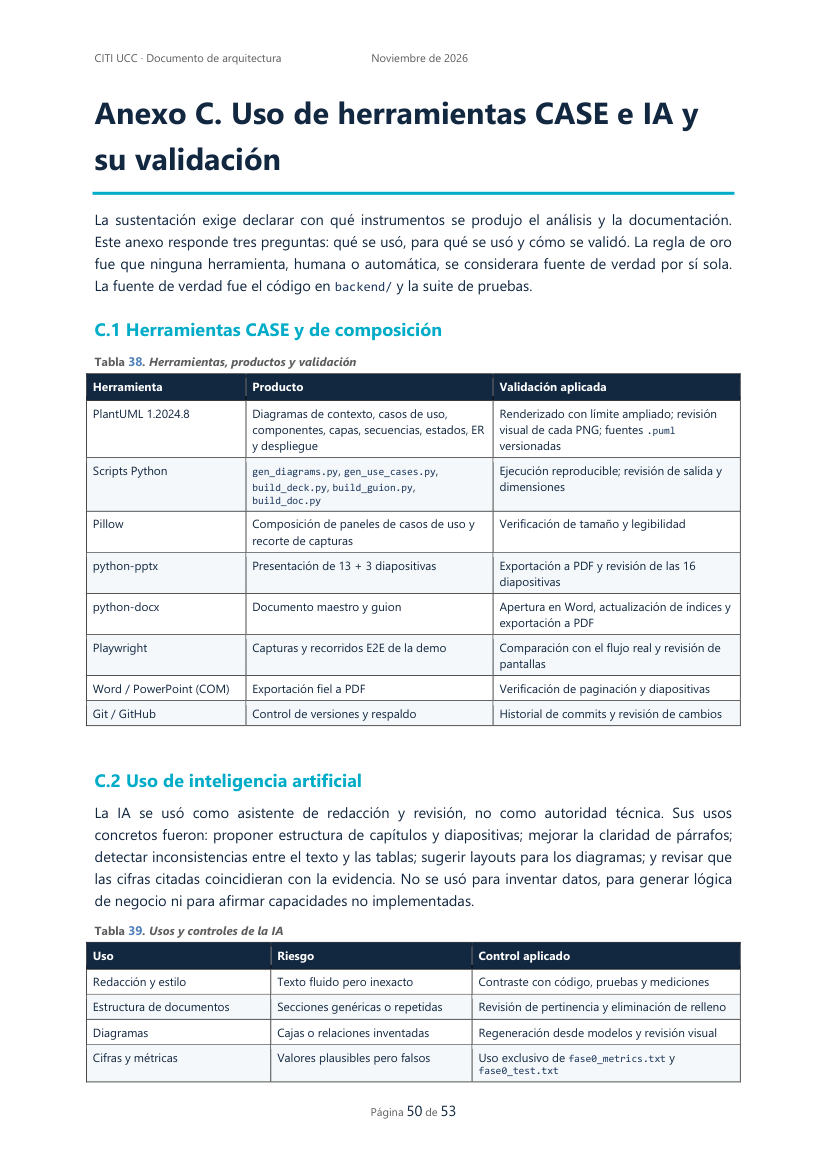 CITI UCC · Documento de arquitectura Noviembre de 2026
Anexo C. Uso de herramientas CASE e IA y
su validación
La sustentación exige declarar con qué instrumentos se produjo el análisis y la documentación.
Este anexo responde tres preguntas: qué se usó, para qué se usó y cómo se validó. La regla de oro
fue que ninguna herramienta, humana o automática, se considerara fuente de verdad por sí sola.
La fuente de verdad fue el código en backend/ y la suite de pruebas.
C.1 Herramientas CASE y de composición
Tabla 38. Herramientas, productos y validación
Herramienta Producto Validación aplicada
PlantUML 1.2024.8 Diagramas de contexto, casos de uso, Renderizado con límite ampliado; revisión
componentes, capas, secuencias, estados, ER visual de cada PNG; fuentes .puml
y despliegue versionadas
Scripts Python gen_diagrams.py, gen_use_cases.py, Ejecución reproducible; revisión de salida y
build_deck.py, build_guion.py, dimensiones
build_doc.py
Pillow Composición de paneles de casos de uso y Verificación de tamaño y legibilidad
recorte de capturas
python-pptx Presentación de 13 + 3 diapositivas Exportación a PDF y revisión de las 16
diapositivas
python-docx Documento maestro y guion Apertura en Word, actualización de índices y
exportación a PDF
Playwright Capturas y recorridos E2E de la demo Comparación con el flujo real y revisión de
pantallas
Word / PowerPoint (COM) Exportación fiel a PDF Verificación de paginación y diapositivas
Git / GitHub Control de versiones y respaldo Historial de commits y revisión de cambios
C.2 Uso de inteligencia artificial
La IA se usó como asistente de redacción y revisión, no como autoridad técnica. Sus usos
concretos fueron: proponer estructura de capítulos y diapositivas; mejorar la claridad de párrafos;
detectar inconsistencias entre el texto y las tablas; sugerir layouts para los diagramas; y revisar que
las cifras citadas coincidieran con la evidencia. No se usó para inventar datos, para generar lógica
de negocio ni para afirmar capacidades no implementadas.
Tabla 39. Usos y controles de la IA
Uso Riesgo Control aplicado
Redacción y estilo Texto fluido pero inexacto Contraste con código, pruebas y mediciones
Estructura de documentos Secciones genéricas o repetidas Revisión de pertinencia y eliminación de relleno
Diagramas Cajas o relaciones inventadas Regeneración desde modelos y revisión visual
Cifras y métricas Valores plausibles pero falsos Uso exclusivo de fase0_metrics.txt y
fase0_test.txt
Página 50 de 53